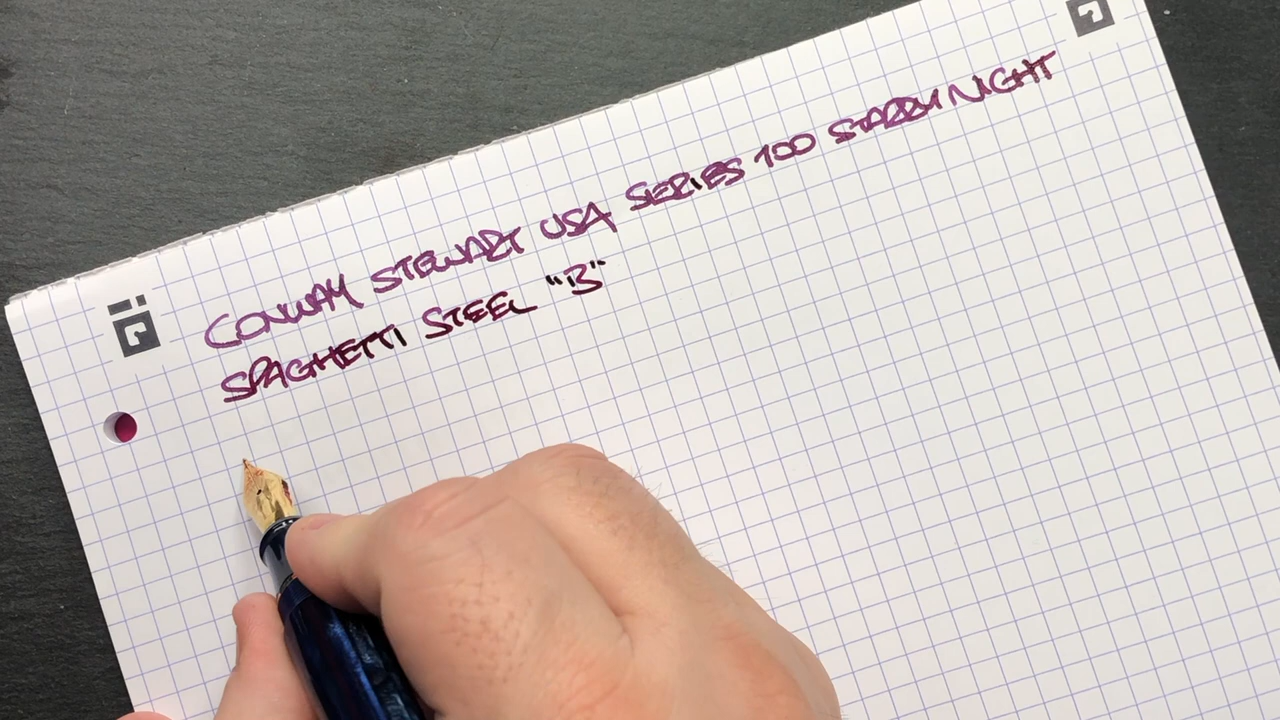 CONWAY STEWART USA SERIES 100 STARRY NIGHT
SPAGHETTI STEEL "B"